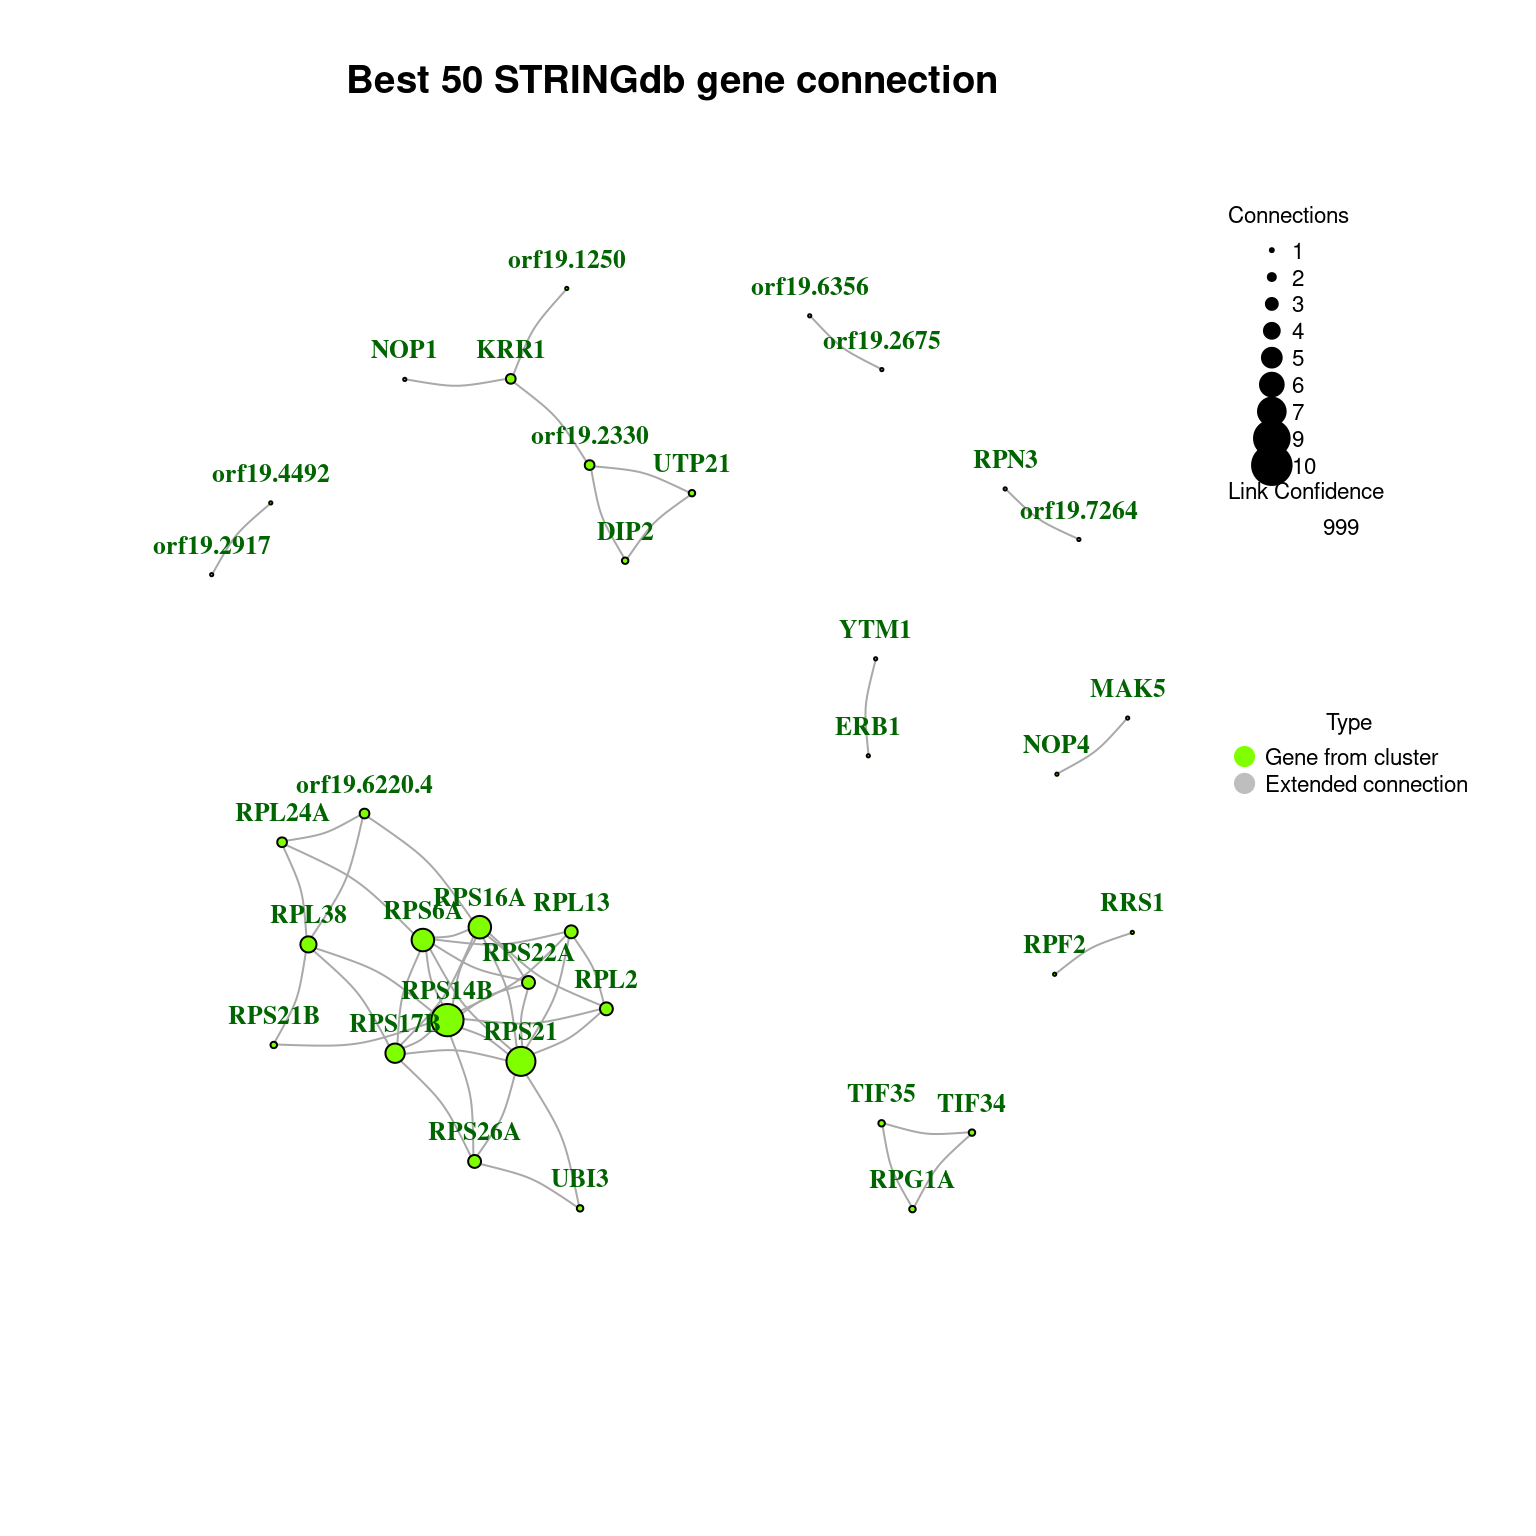 Best 50 STRINGdb gene connection
Connections
1
2
3
4
5
6
7
9
10
Link Confidence
999
Type
Gene from cluster
Extended connection
orf19.1250
orf19.6356
orf19.2675
NOP1
KRR1
orf19.2330
UTP21
DIP2
RPN3
orf19.7264
orf19.4492
orf19.2917
YTM1
ERB1
MAK5
NOP4
orf19.6220.4
RPL24A
RPL38
RPS6A
RPS16A
RPL13
RPS22A
RPL2
RPS14B
RPS21B
RPS17B
RPS21
RPS26A
UBI3
RRS1
RPF2
TIF35
TIF34
RPG1A